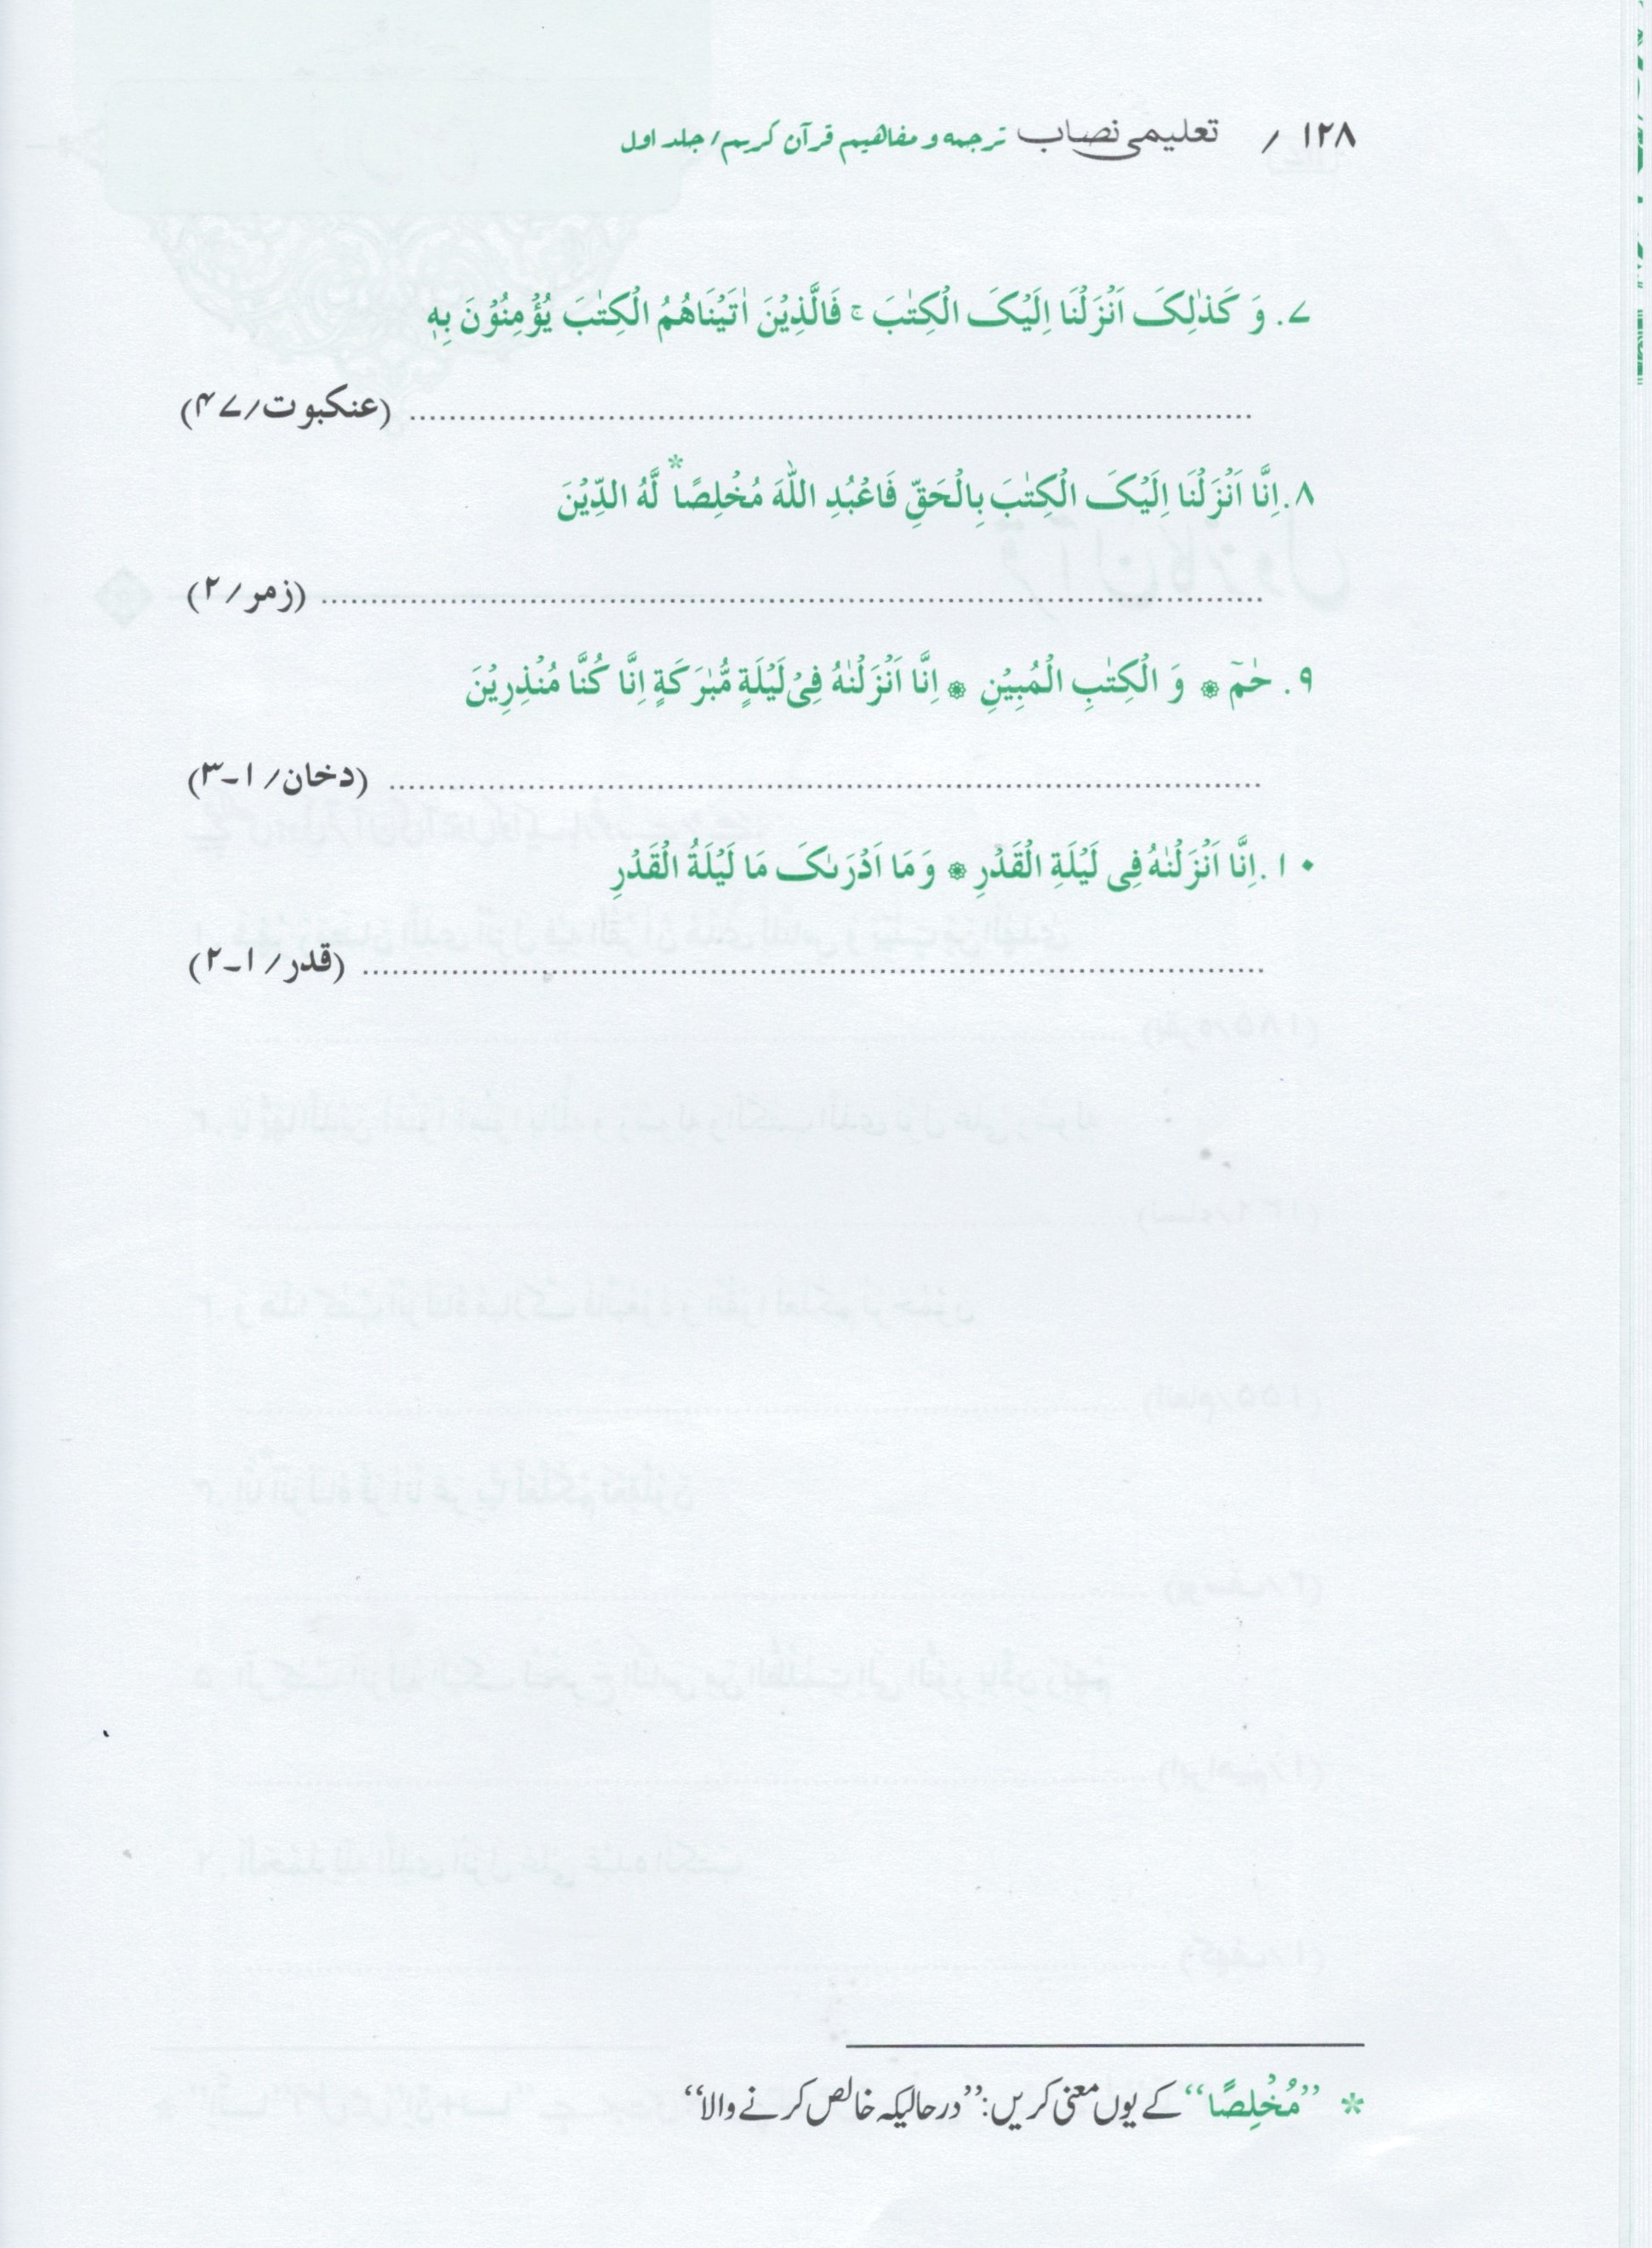 ۱۲۸ / تعلیمی نصاب ترجمه و مفاهیم قرآن کریم/ جلد اول
۷. وَ کَذٰلِکَ اَنْزَلْنَا اِلَیْکَ الْکِتٰبَ ۚ فَالَّذِیْنَ اٰتَیْنَاهُمُ الْکِتٰبَ یُؤْمِنُوْنَ بِهٖ
................................................ (عنکبوت/۴۷)
۸. اِنَّا اَنْزَلْنَا اِلَیْکَ الْکِتٰبَ بِالْحَقِّ فَاعْبُدِ اللّٰهَ مُخْلِصًا* لَّهُ الدِّیْنَ
................................................ (زمر/۲)
۹. حٰمٓ ۞ وَ الْکِتٰبِ الْمُبِیْنِ ۞ اِنَّا اَنْزَلْنٰهُ فِیْ لَیْلَةٍ مُّبٰرَکَةٍ اِنَّا کُنَّا مُنْذِرِیْنَ
................................................ (دخان/۱-۳)
۱۰. اِنَّا اَنْزَلْنٰهُ فِی لَیْلَةِ الْقَدْرِ ۞ وَ مَا اَدْرَىٰکَ مَا لَیْلَةُ الْقَدْرِ
................................................ (قدر/۱-۲)
* ”مُخْلِصًا“ کے یوں معنی کریں: ”درحالیکہ خالص کرنے والا“